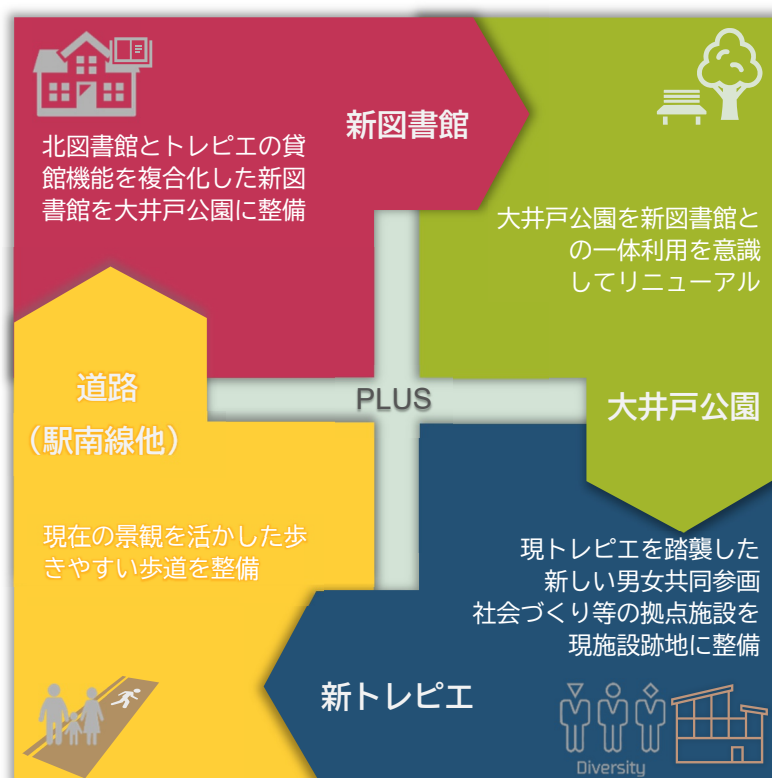 新図書館
北図書館とトレピエの貸
館機能を複合化した新図
書館を大井戸公園に整備
大井戸公園を新図書館と
の一体利用を意識
してリニューアル
大井戸公園
PLUS
道路
（駅南線他）
現在の景観を活かした歩
きやすい歩道を整備
現トレピエを踏襲した
新しい男女共同参画
社会づくり等の拠点施設を
現施設跡地に整備
新トレピエ
Diversity